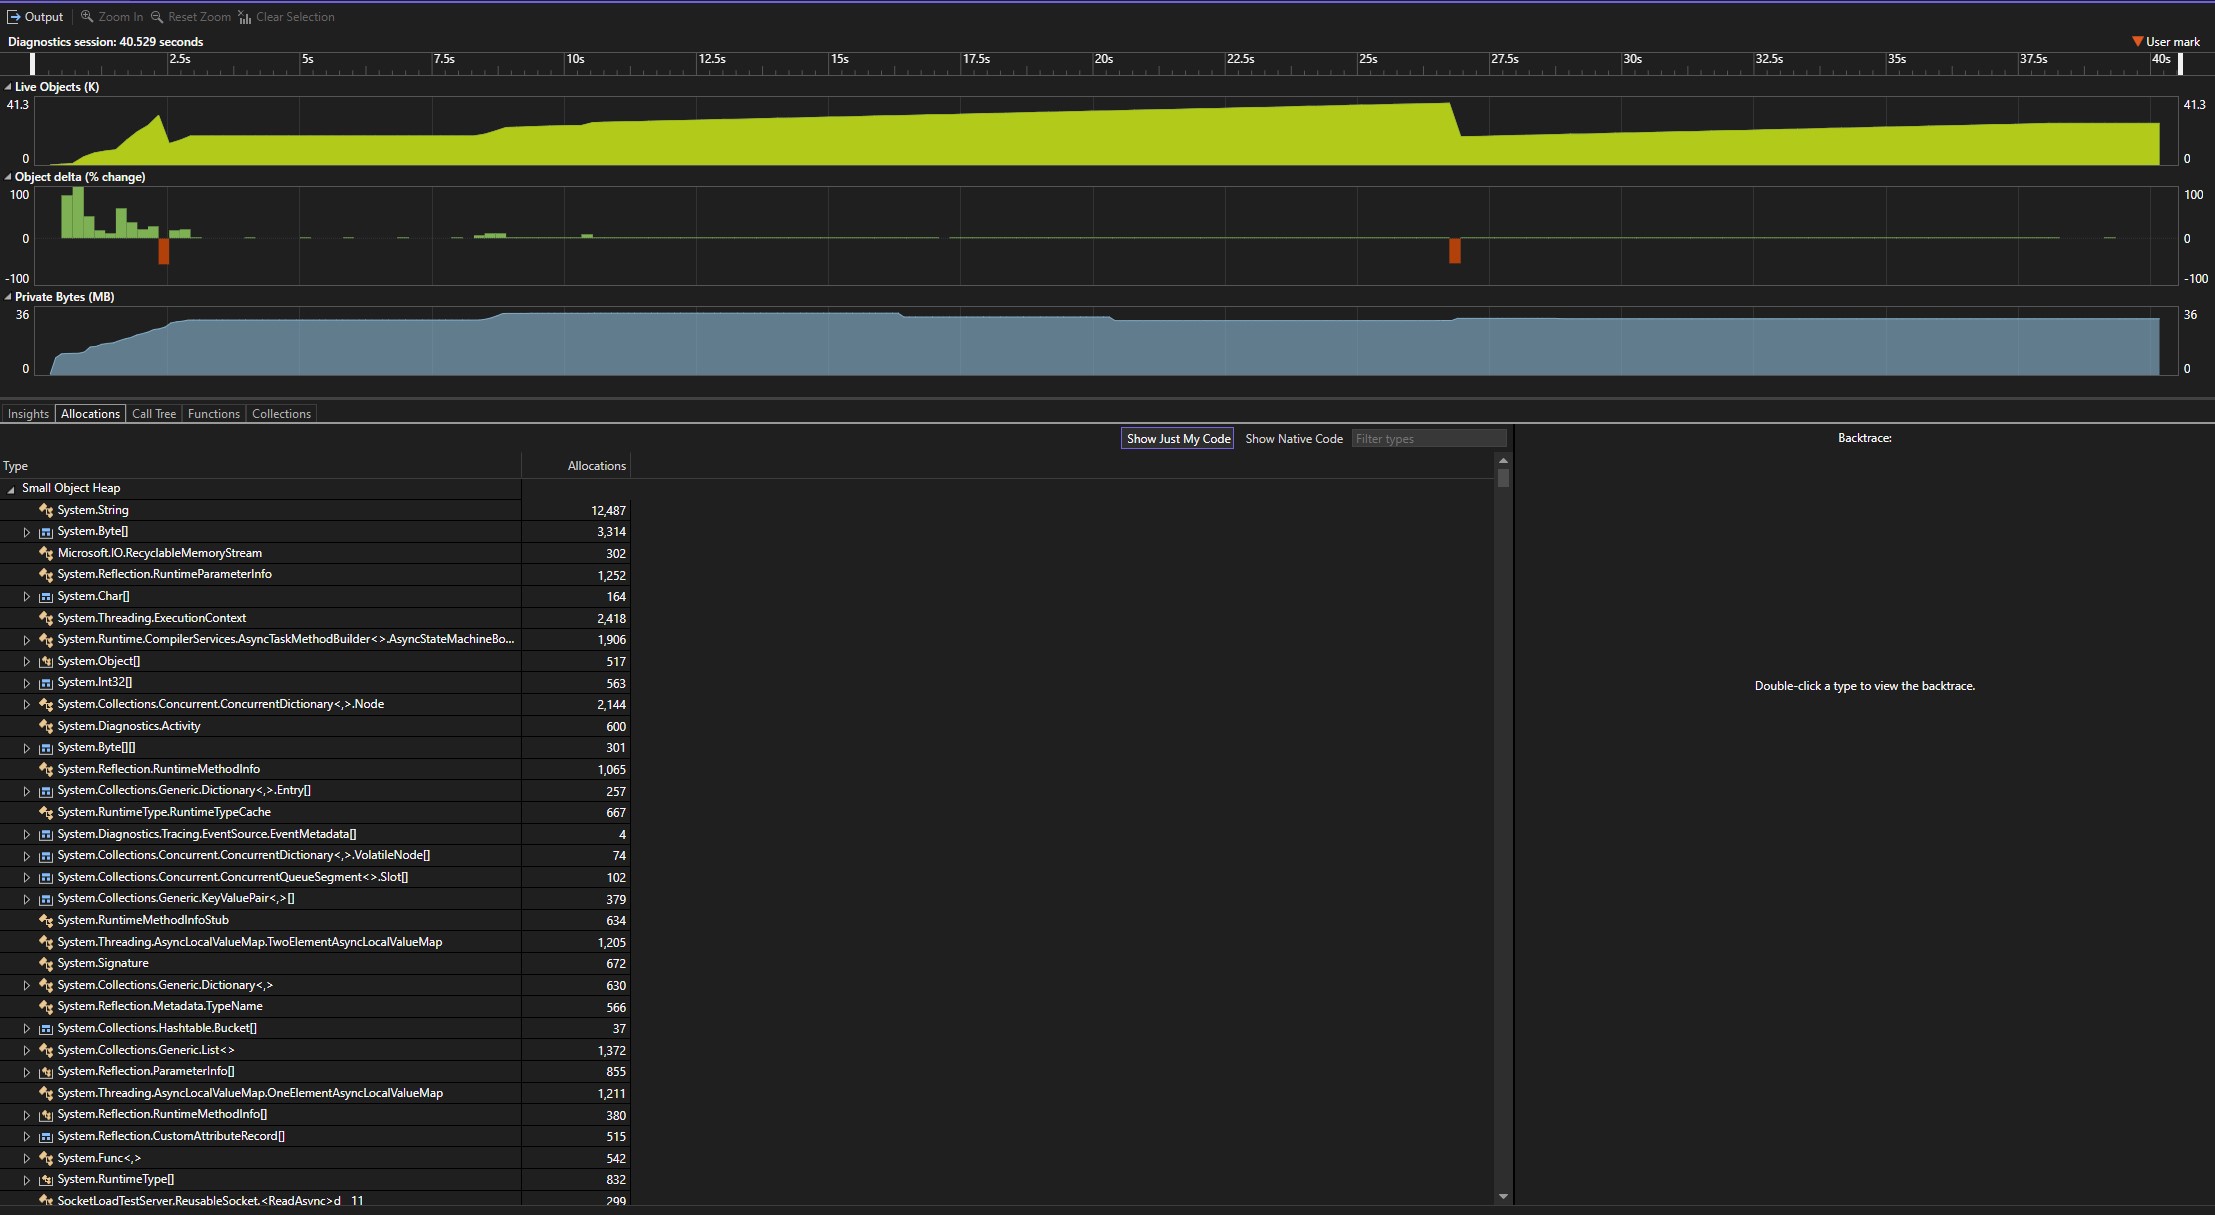 Output Zoom In Reset Zoom Clear Selection
Diagnostics session: 40.529 seconds
User mark
2.5s 5s 7.5s 10s 12.5s 15s 17.5s 20s 22.5s 25s 27.5s 30s 32.5s 35s 37.5s 40s
Live Objects (K)
41.3 41.3
0 0
Object delta (% change)
100 100
0 0
-100 -100
Private Bytes (MB)
36 36
0 0
Insights Allocations Call Tree Functions Collections
Show Just My Code Show Native Code Filter types
Backtrace:
Type Allocations
Small Object Heap
System.String 12,487
System.Byte[] 3,314
Microsoft.IO.RecyclableMemoryStream 302
System.Reflection.RuntimeParameterInfo 1,252
System.Char[] 164
System.Threading.ExecutionContext 2,418
System.Runtime.CompilerServices.AsyncTaskMethodBuilder<>.AsyncStateMachineBo... 1,906
System.Object[] 517
System.Int32[] 563
System.Collections.Concurrent.ConcurrentDictionary<,>.Node 2,144
System.Diagnostics.Activity 600
System.Byte[][] 301
System.Reflection.RuntimeMethodInfo 1,065
System.Collections.Generic.Dictionary<,>.Entry[] 257
System.RuntimeType.RuntimeTypeCache 667
System.Diagnostics.Tracing.EventSource.EventMetadata[] 4
System.Collections.Concurrent.ConcurrentDictionary<,>.VolatileNode[] 74
System.Collections.Concurrent.ConcurrentQueueSegment<>.Slot[] 102
System.Collections.Generic.KeyValuePair<,>[] 379
System.RuntimeMethodInfoStub 634
System.Threading.AsyncLocalValueMap.TwoElementAsyncLocalValueMap 1,205
System.Signature 672
System.Collections.Generic.Dictionary<,> 630
System.Reflection.Metadata.TypeName 566
System.Collections.Hashtable.Bucket[] 37
System.Collections.Generic.List<> 1,372
System.Reflection.ParameterInfo[] 855
System.Threading.AsyncLocalValueMap.OneElementAsyncLocalValueMap 1,211
System.Reflection.RuntimeMethodInfo[] 380
System.Reflection.CustomAttributeRecord[] 515
System.Func<,> 542
System.RuntimeType[] 832
SocketLoadTestServer.ReusableSocket.<ReadAsync>d__11 299
Double-click a type to view the backtrace.